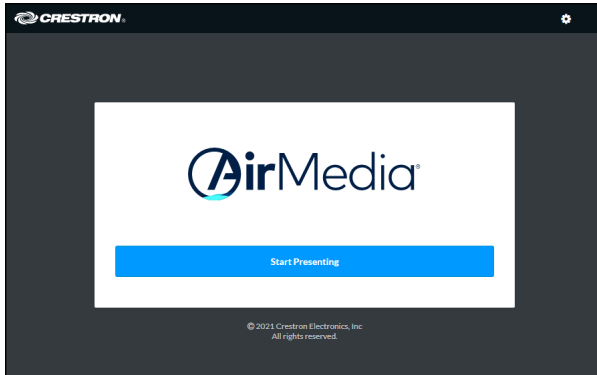 CRESTRON®
AirMedia®
Start Presenting
© 2021 Crestron Electronics, Inc
All rights reserved.